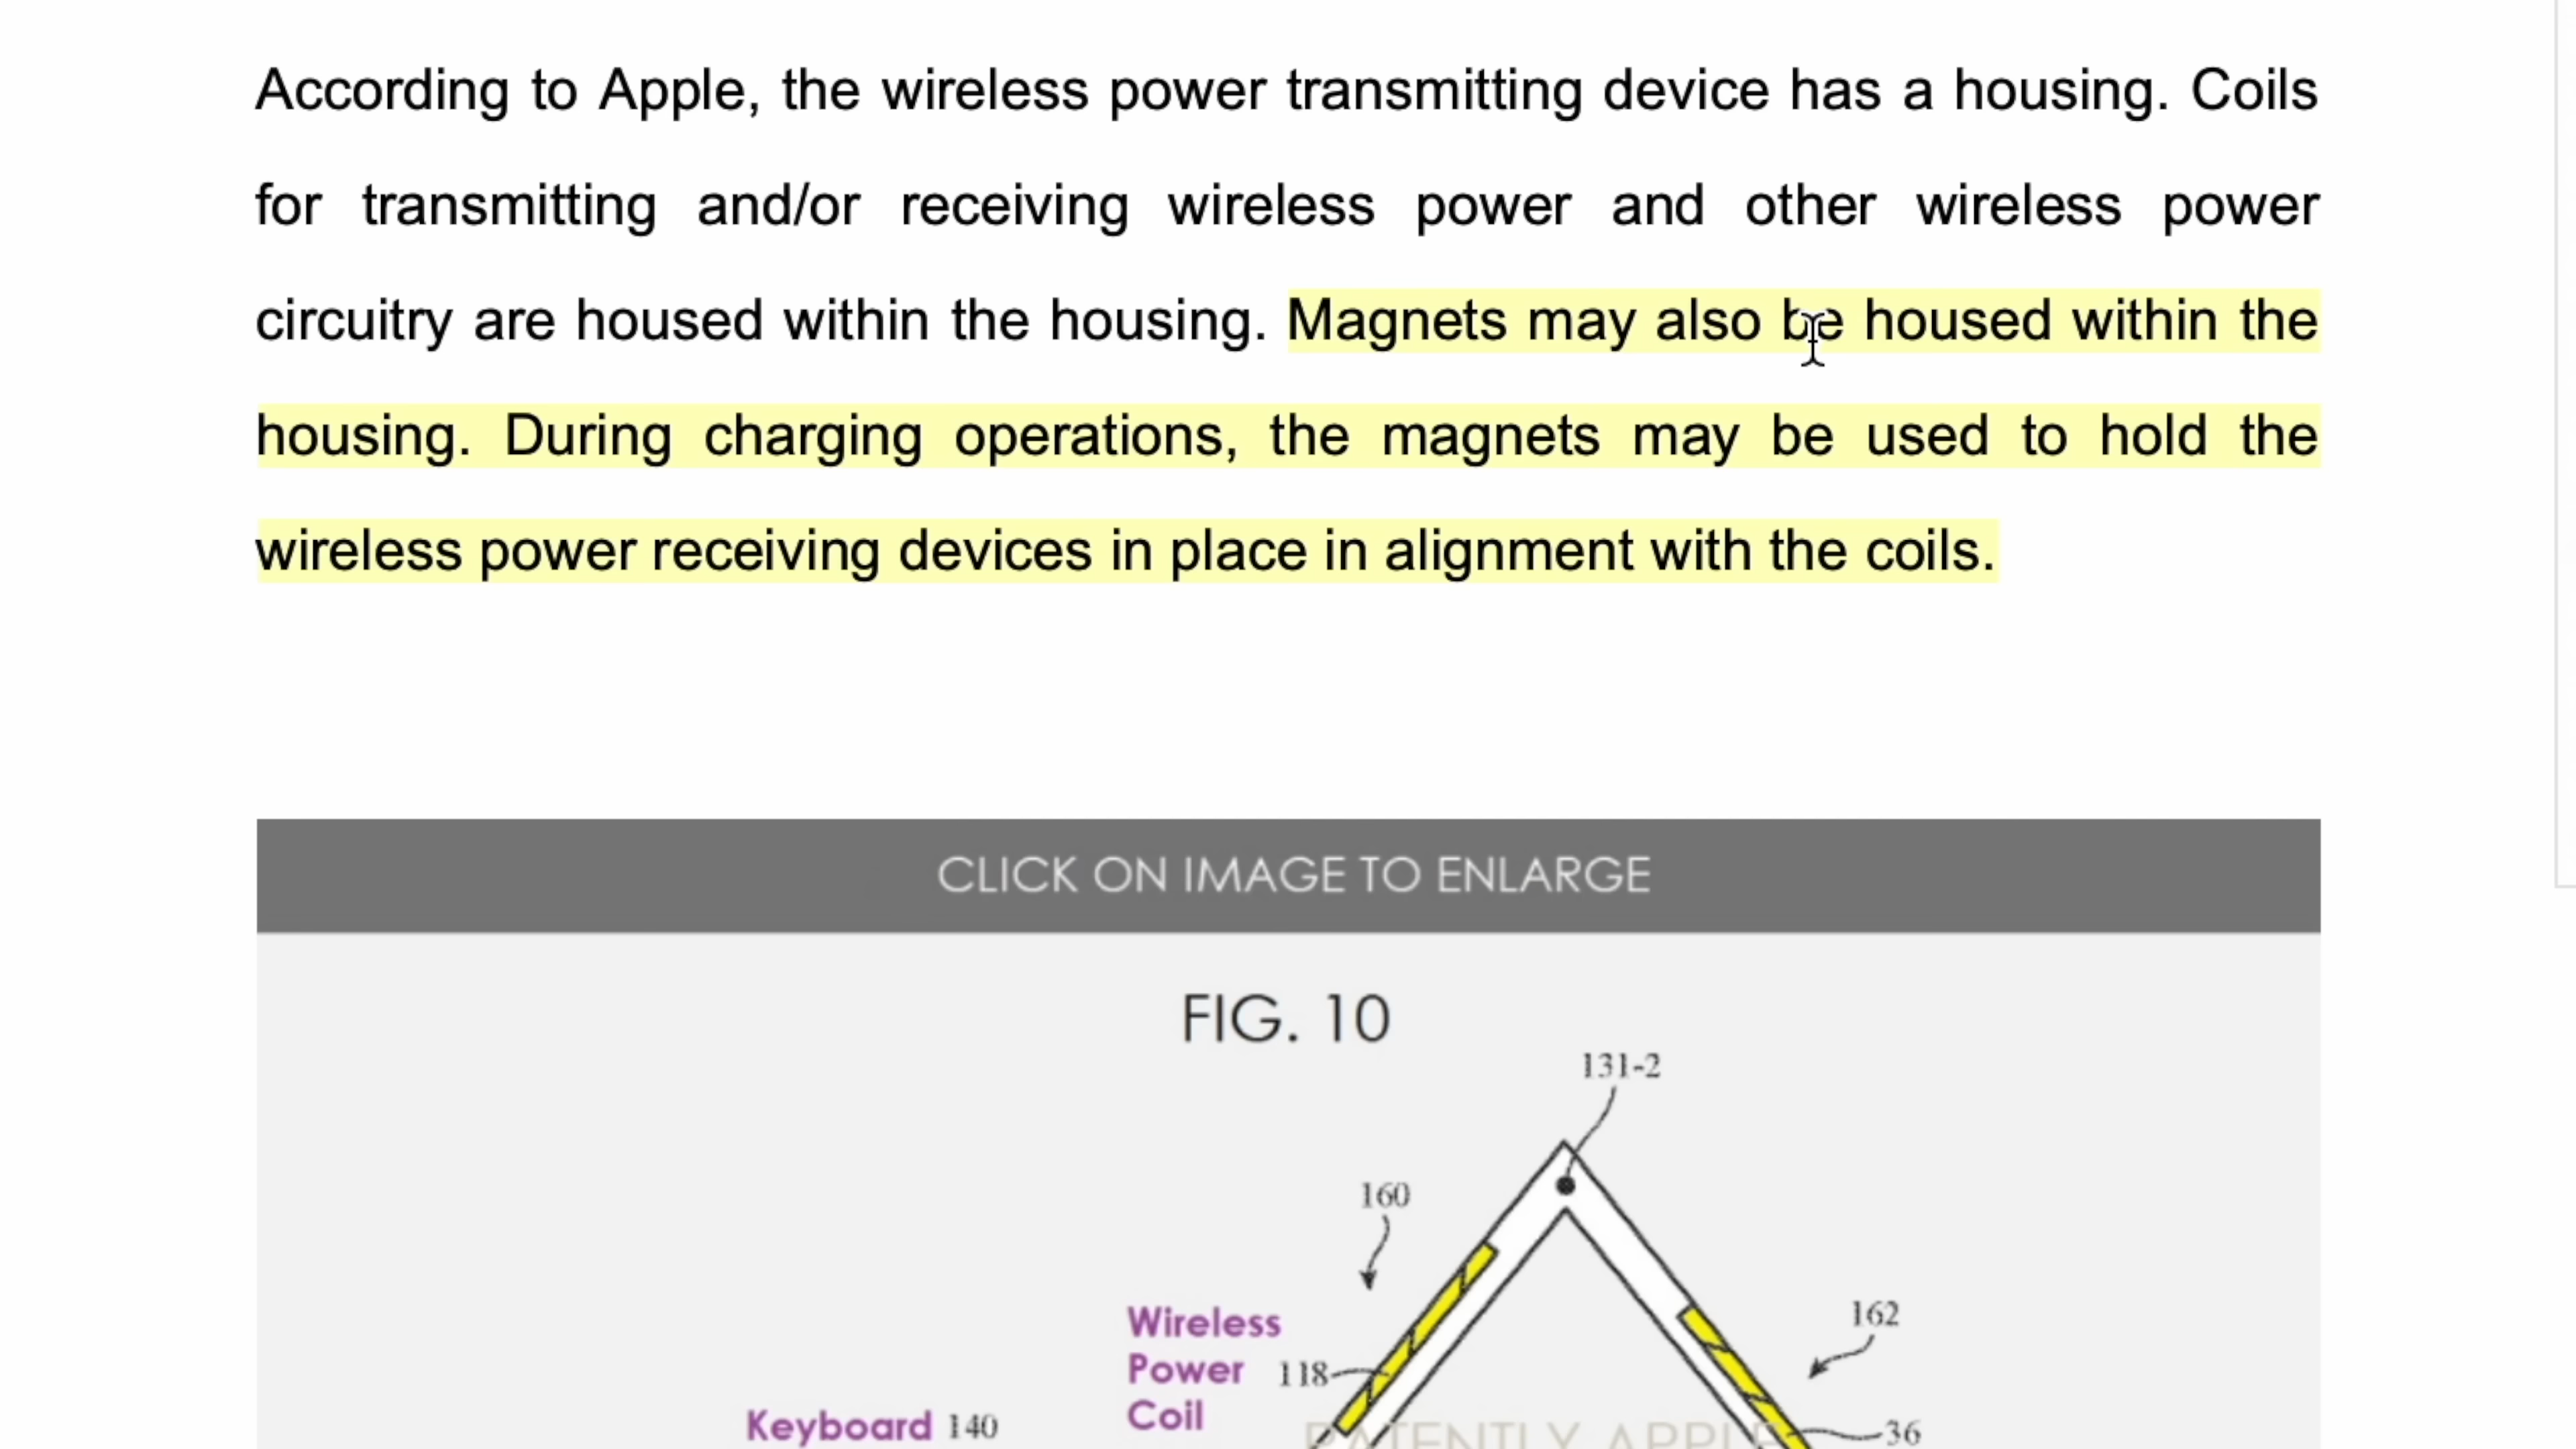 According to Apple, the wireless power transmitting device has a housing. Coils
for transmitting and/or receiving wireless power and other wireless power
circuitry are housed within the housing. Magnets may also be housed within the
housing. During charging operations, the magnets may be used to hold the
wireless power receiving devices in place in alignment with the coils.
CLICK ON IMAGE TO ENLARGE
FIG. 10
131-2
160
162
Wireless
Power
Coil
118
Keyboard 140
PATENTLY APPLE
36